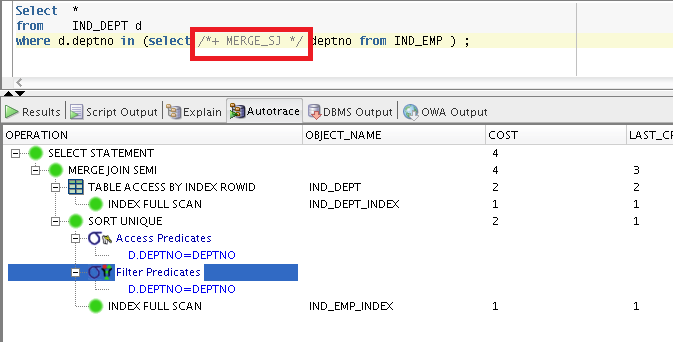 Select *
from IND_DEPT d
where d.deptno in (select /*+ MERGE_SJ */ deptno from IND_EMP ) ;
Results Script Output Explain Autotrace DBMS Output OWA Output
OPERATION OBJECT_NAME COST LAST_CR
SELECT STATEMENT 4
MERGE JOIN SEMI 4 3
TABLE ACCESS BY INDEX ROWID IND_DEPT 2 2
INDEX FULL SCAN IND_DEPT_INDEX 1 1
SORT UNIQUE 2 1
Access Predicates
D.DEPTNO=DEPTNO
Filter Predicates
D.DEPTNO=DEPTNO
INDEX FULL SCAN IND_EMP_INDEX 1 1